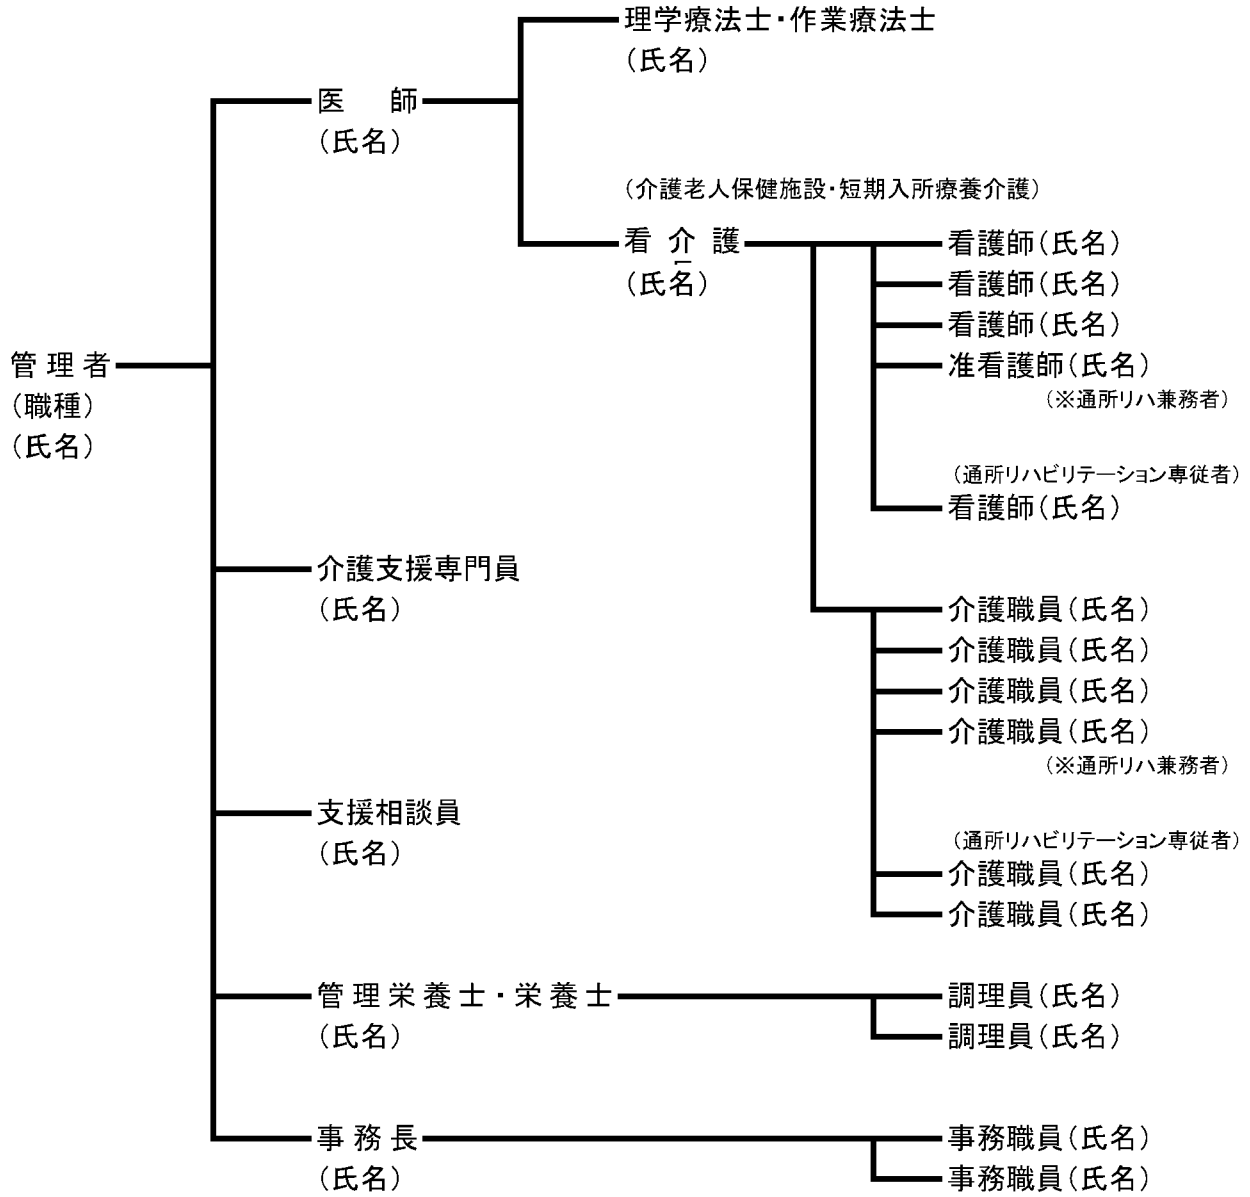 理学療法士・作業療法士
（氏名）
医　師
（氏名）
（介護老人保健施設・短期入所療養介護）
看 介 護
（氏名）
看護師（氏名）
看護師（氏名）
看護師（氏名）
准看護師（氏名）
（※通所リハ兼務者）
（通所リハビリテーション専従者）
看護師（氏名）
管 理 者
（職種）
（氏名）
介護支援専門員
（氏名）
介護職員（氏名）
介護職員（氏名）
介護職員（氏名）
介護職員（氏名）
（※通所リハ兼務者）
（通所リハビリテーション専従者）
介護職員（氏名）
介護職員（氏名）
支援相談員
（氏名）
管 理 栄 養 士 ・ 栄 養 士
（氏名）
調理員（氏名）
調理員（氏名）
事 務 長
（氏名）
事務職員（氏名）
事務職員（氏名）